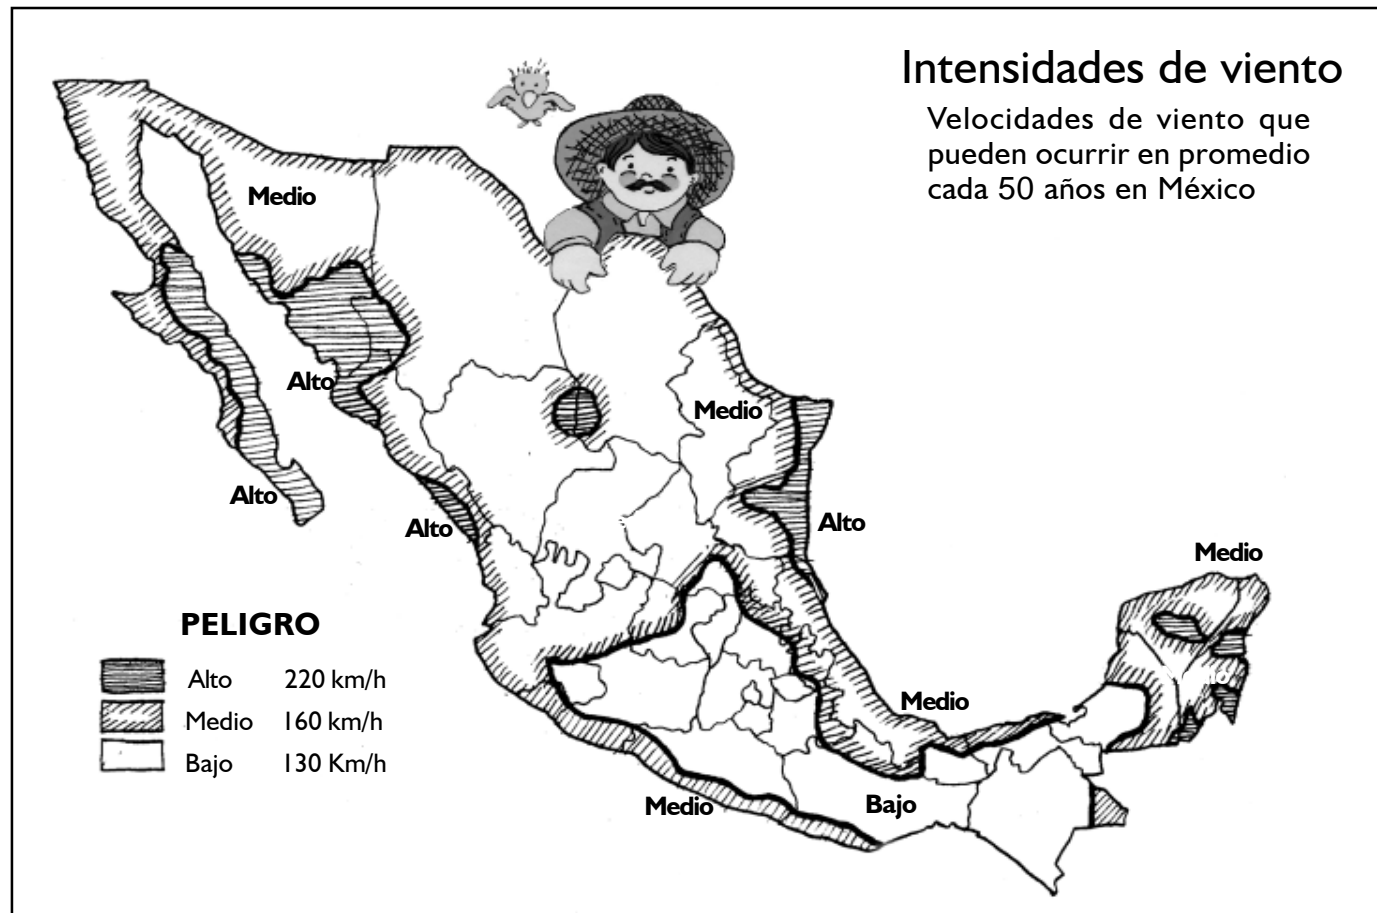 Intensidades de viento
Velocidades de viento que
pueden ocurrir en promedio
cada 50 años en México
Medio
Alto
Medio
Alto
Alto
Alto
Medio
PELIGRO
Alto 220 km/h
Medio 160 km/h
Bajo 130 Km/h
Medio
Medio
Bajo